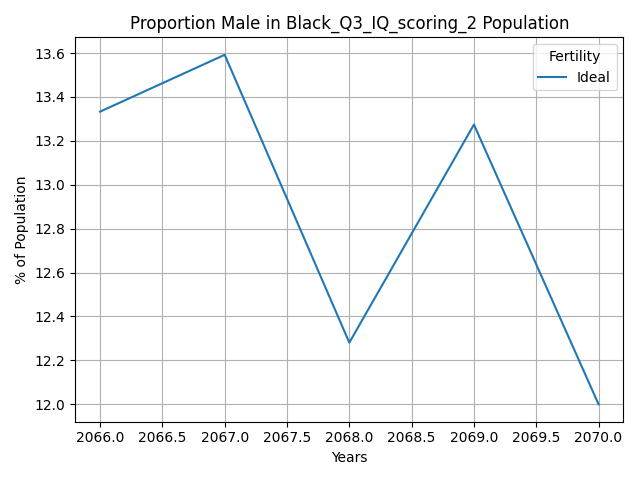 Proportion Male in Black_Q3_IQ_scoring_2 Population
Fertility
Ideal
% of Population
13.6
13.4
13.2
13.0
12.8
12.6
12.4
12.2
12.0
2066.0 2066.5 2067.0 2067.5 2068.0 2068.5 2069.0 2069.5 2070.0
Years